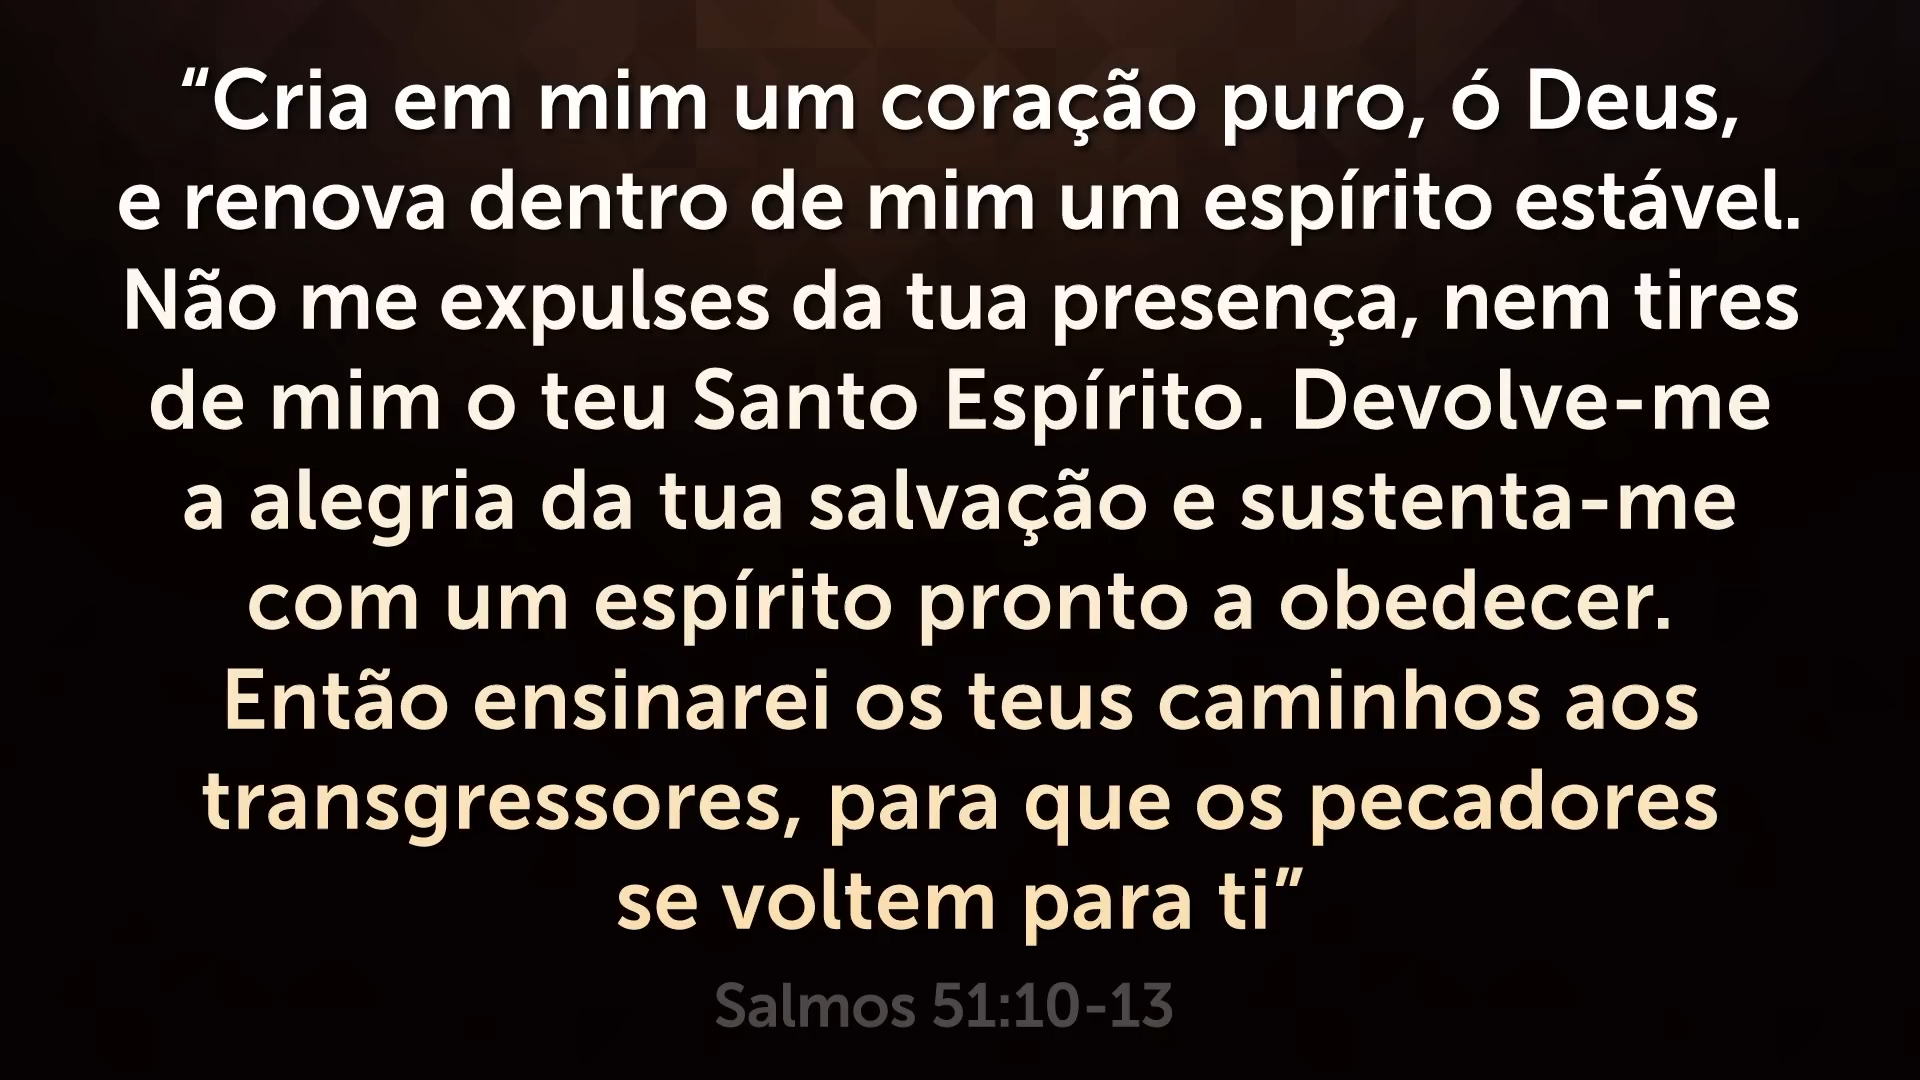 “Cria em mim um coração puro, ó Deus,
e renova dentro de mim um espírito estável.
Não me expulses da tua presença, nem tires
de mim o teu Santo Espírito. Devolve-me
a alegria da tua salvação e sustenta-me
com um espírito pronto a obedecer.
Então ensinarei os teus caminhos aos
transgressores, para que os pecadores
se voltem para ti”
Salmos 51:10-13